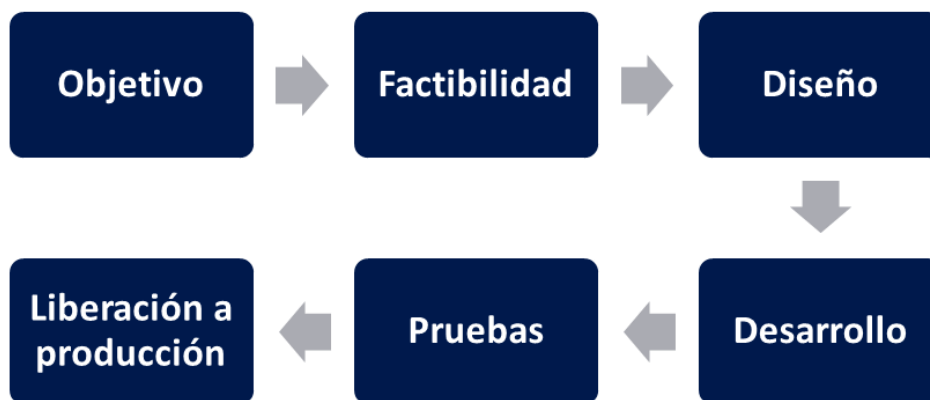 Objetivo
Factibilidad
Diseño
Desarrollo
Pruebas
Liberación a
producción